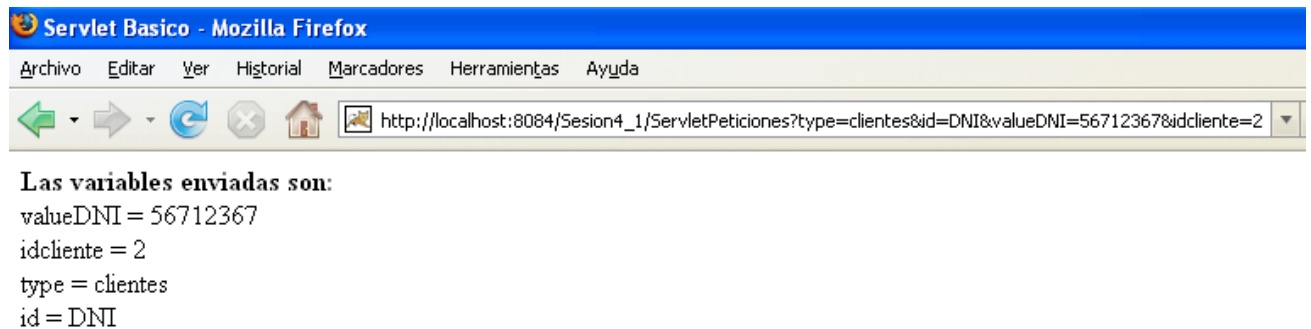 Servlet Basico - Mozilla Firefox
Archivo Editar Ver Historial Marcadores Herramientas Ayuda
http://localhost:8084/Sesion4_1/ServletPeticiones?type=clientes&id=DNI&valueDNI=56712367&idcliente=2
Las variables enviadas son:
valueDNI = 56712367
idcliente = 2
type = clientes
id = DNI